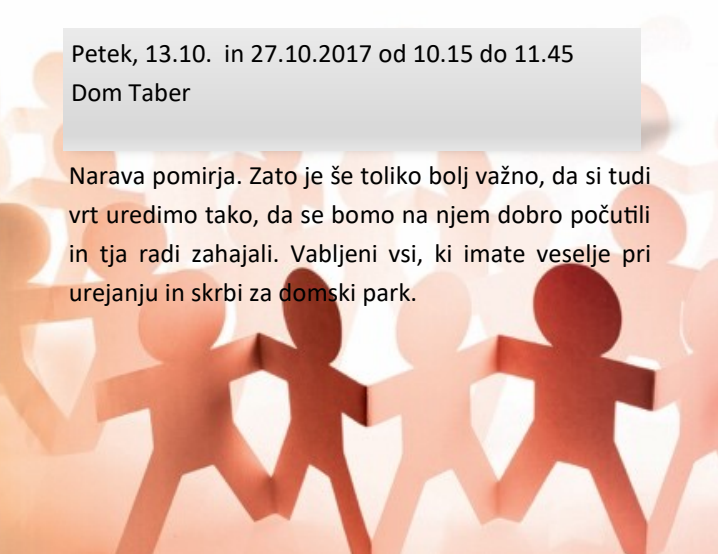 Petek, 13.10. in 27.10.2017 od 10.15 do 11.45
Dom Taber
Narava pomirja. Zato je še toliko bolj važno, da si tudi
vrt uredimo tako, da se bomo na njem dobro počutili
in tja radi zahajali. Vabljeni vsi, ki imate veselje pri
urejanju in skrbi za domski park.